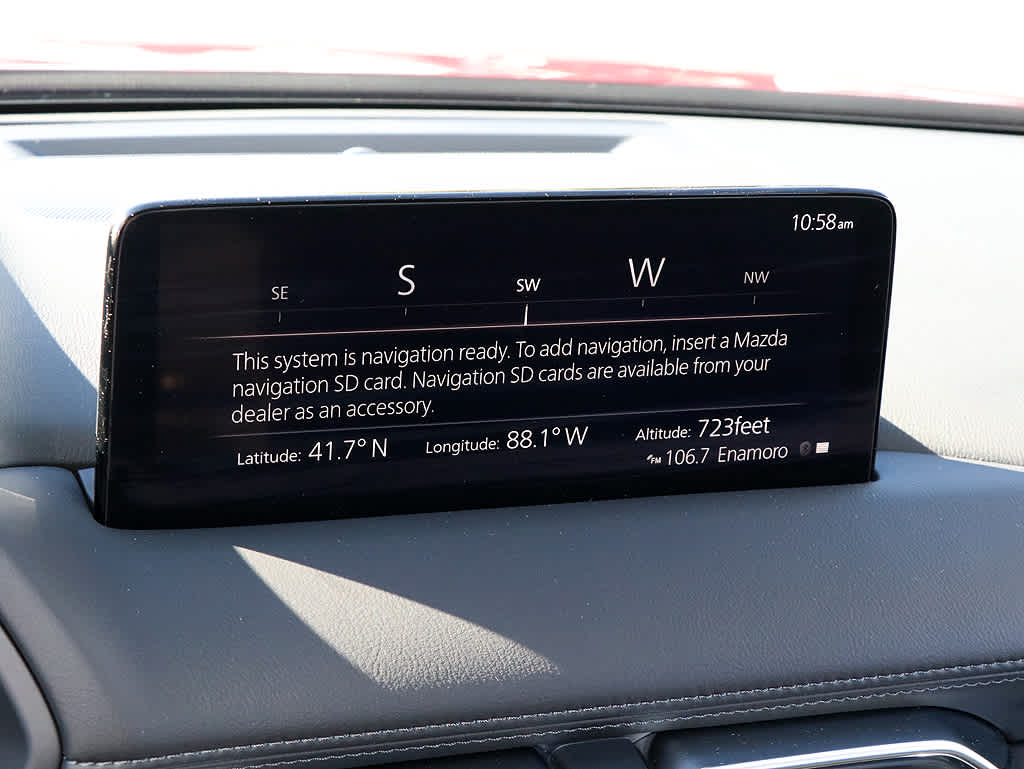 10:58am
SE S SW W NW
This system is navigation ready. To add navigation, insert a Mazda
navigation SD card. Navigation SD cards are available from your
dealer as an accessory.
Latitude: 41.7° N Longitude: 88.1° W Altitude: 723feet
FM 106.7 Enamoro